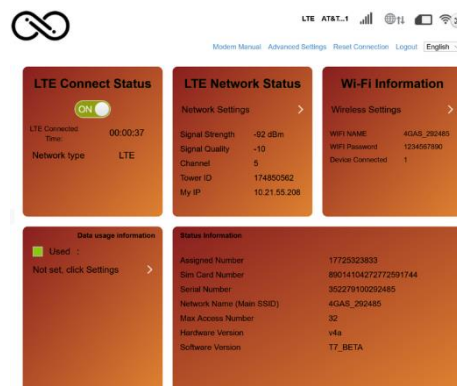 LTE AT&T...1
Modem Manual Advanced Settings Reset Connection Logout English
LTE Connect Status
ON
LTE Connected Time: 00:00:37
Network type LTE
LTE Network Status
Network Settings
Signal Strength -92 dBm
Signal Quality -10
Channel 5
Tower ID 174850562
My IP 10.21.55.208
Wi-Fi Information
Wireless Settings
WIFI NAME 4GAS_292485
WIFI Password 1234567890
Device Connected 1
Data usage information
Used :
Not set, click Settings
Status Information
Assigned Number 17725323833
Sim Card Number 89014104272772591744
Serial Number 352279100292485
Network Name (Main SSID) 4GAS_292485
Max Access Number 32
Hardware Version v4a
Software Version T7_BETA